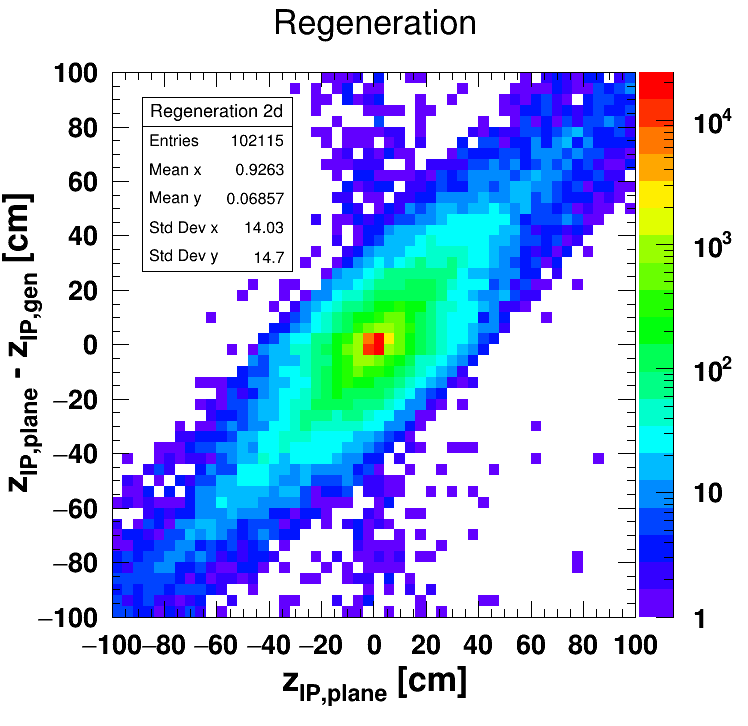 Regeneration
Regeneration 2d
Entries 102115
Mean x 0.9263
Mean y 0.06857
Std Dev x 14.03
Std Dev y 14.7
100
80
60
40
20
0
−20
−40
−60
−80
−100
z_IP,plane - z_IP,gen [cm]
−100 −80 −60 −40 −20 0 20 40 60 80 100
z_IP,plane [cm]
10^4
10^3
10^2
10
1